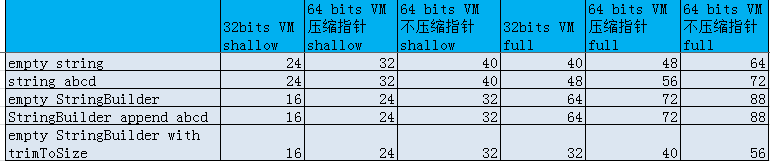 32bits VM shallow	64 bits VM 压缩指针 shallow	64 bits VM 不压缩指针 shallow	32bits VM full	64 bits VM 压缩指针 full	64 bits VM 不压缩指针 full
empty string	24	32	40	40	48	64
string abcd	24	32	40	48	56	72
empty StringBuilder	16	24	32	64	72	88
StringBuilder append abcd	16	24	32	64	72	88
empty StringBuilder with
trimToSize	16	24	32	32	40	56